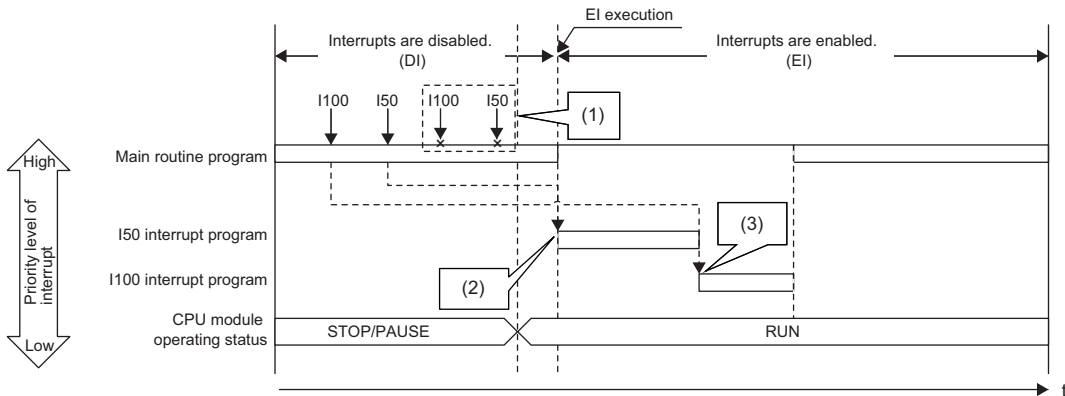 EI execution
Interrupts are disabled.
(DI)
Interrupts are enabled.
(EI)
I100
I50
I100
I50
(1)
High
Priority level of
interrupt
Low
Main routine program
I50 interrupt program
(2)
(3)
I100 interrupt program
CPU module
operating status
STOP/PAUSE
RUN
t